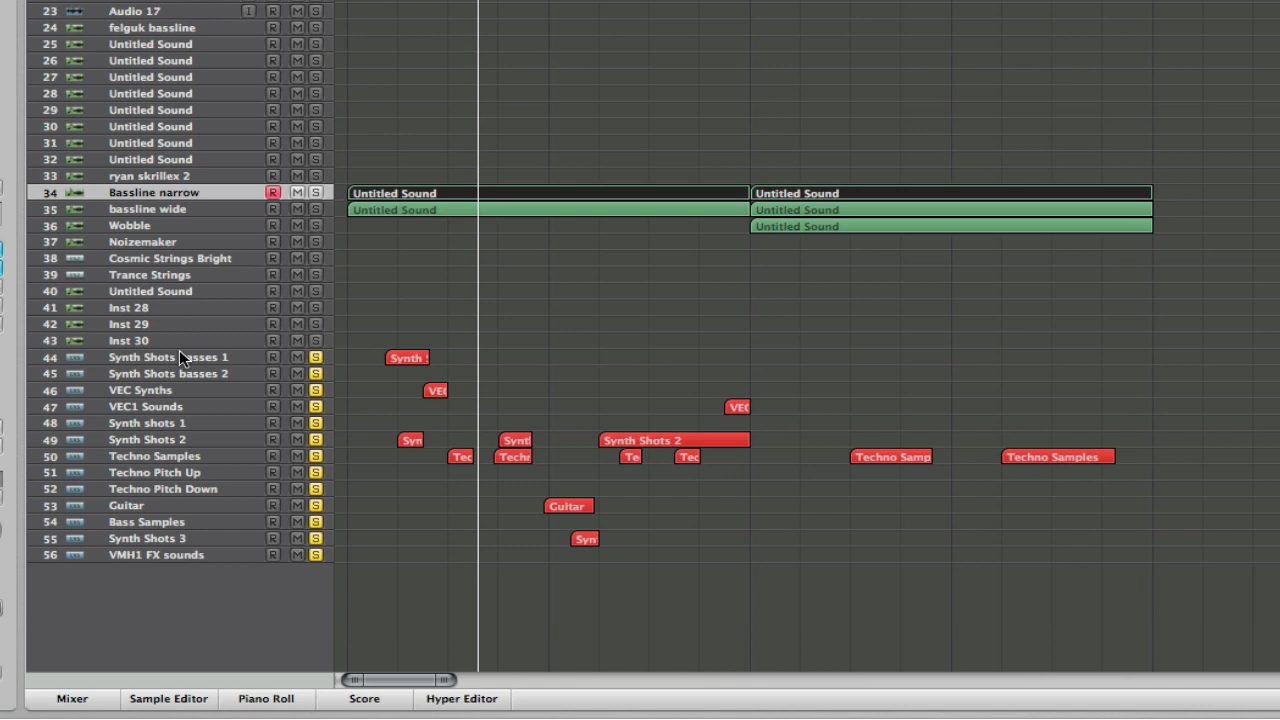 23 Audio 17 I R M S
24 felguk bassline R M S
25 Untitled Sound R M S
26 Untitled Sound R M S
27 Untitled Sound R M S
28 Untitled Sound R M S
29 Untitled Sound R M S
30 Untitled Sound R M S
31 Untitled Sound R M S
32 Untitled Sound R M S
33 ryan skrillex 2 R M S
34 Bassline narrow R M S Untitled Sound Untitled Sound
35 bassline wide R M S Untitled Sound Untitled Sound
36 Wobble R M S Untitled Sound
37 Noizemaker R M S
38 Cosmic Strings Bright R M S
39 Trance Strings R M S
40 Untitled Sound R M S
41 Inst 28 R M S
42 Inst 29 R M S
43 Inst 30 R M S
44 Synth Shots basses 1 R M S Synth
45 Synth Shots basses 2 R M S
46 VEC Synths R M S VEC
47 VEC1 Sounds R M S VEC
48 Synth shots 1 R M S
49 Synth Shots 2 R M S Syn Synt Synth Shots 2
50 Techno Samples R M S Tec Techn Te Tec Techno Samp Techno Samples
51 Techno Pitch Up R M S
52 Techno Pitch Down R M S
53 Guitar R M S Guitar
54 Bass Samples R M S
55 Synth Shots 3 R M S Syn
56 VMH1 FX sounds R M S
Mixer Sample Editor Piano Roll Score Hyper Editor